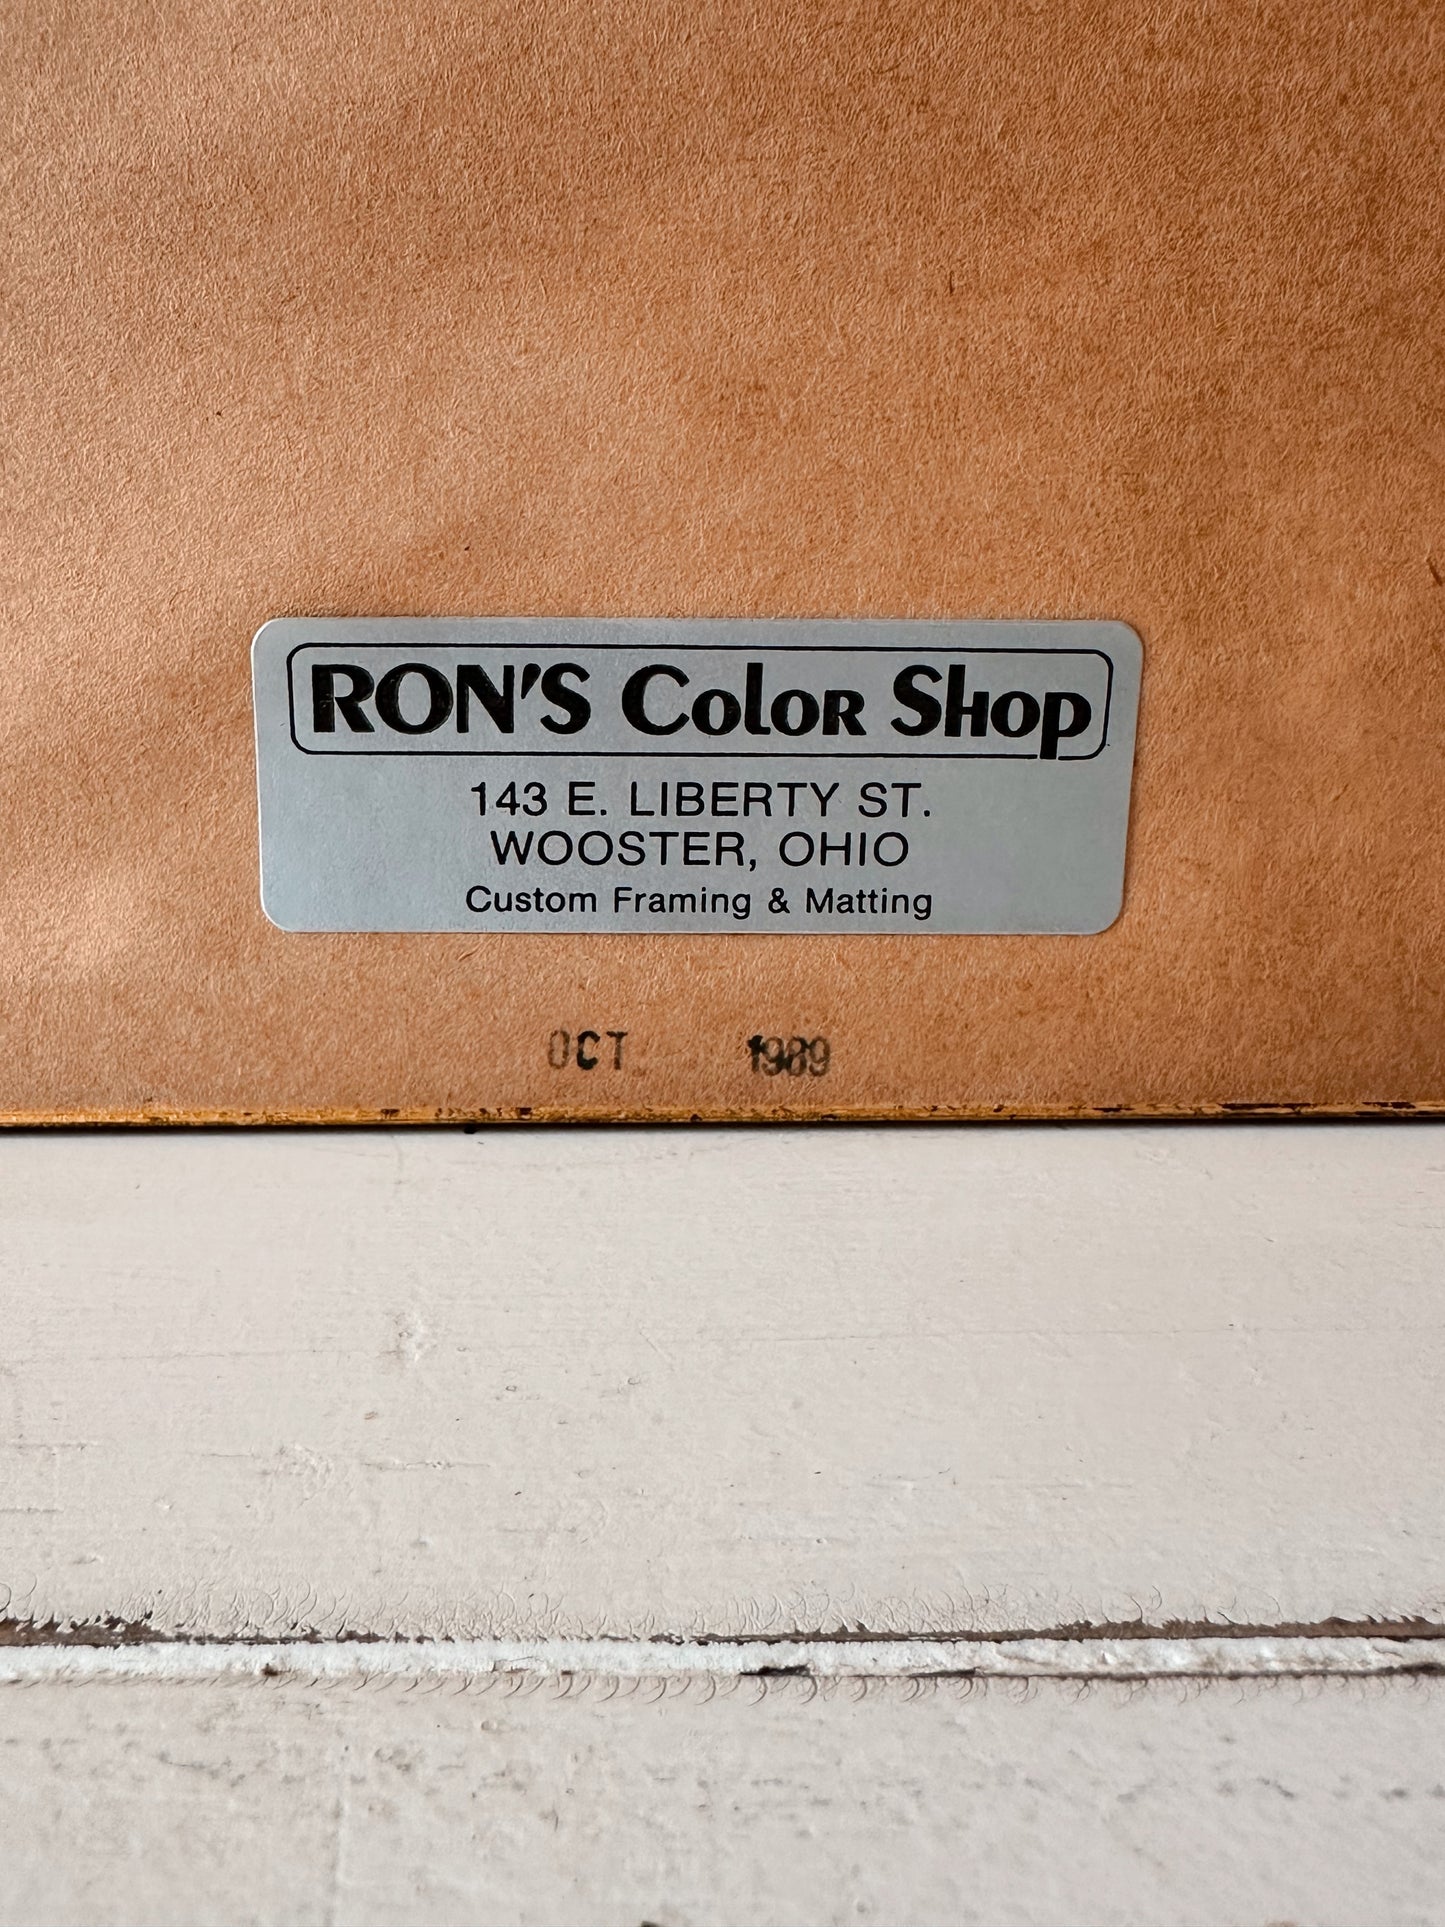 RON'S Color Shop
143 E. LIBERTY ST.
WOOSTER, OHIO
Custom Framing & Matting
OCT 1989